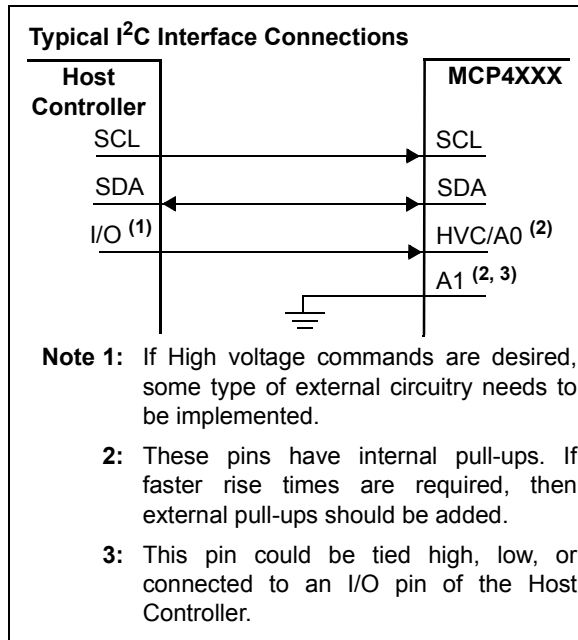 Typical I²C Interface Connections
Host
Controller
MCP4XXX
SCL
SCL
SDA
SDA
I/O (1)
HVC/A0 (2)
A1 (2, 3)
Note 1: If High voltage commands are desired,
some type of external circuitry needs to
be implemented.
2: These pins have internal pull-ups. If
faster rise times are required, then
external pull-ups should be added.
3: This pin could be tied high, low, or
connected to an I/O pin of the Host
Controller.